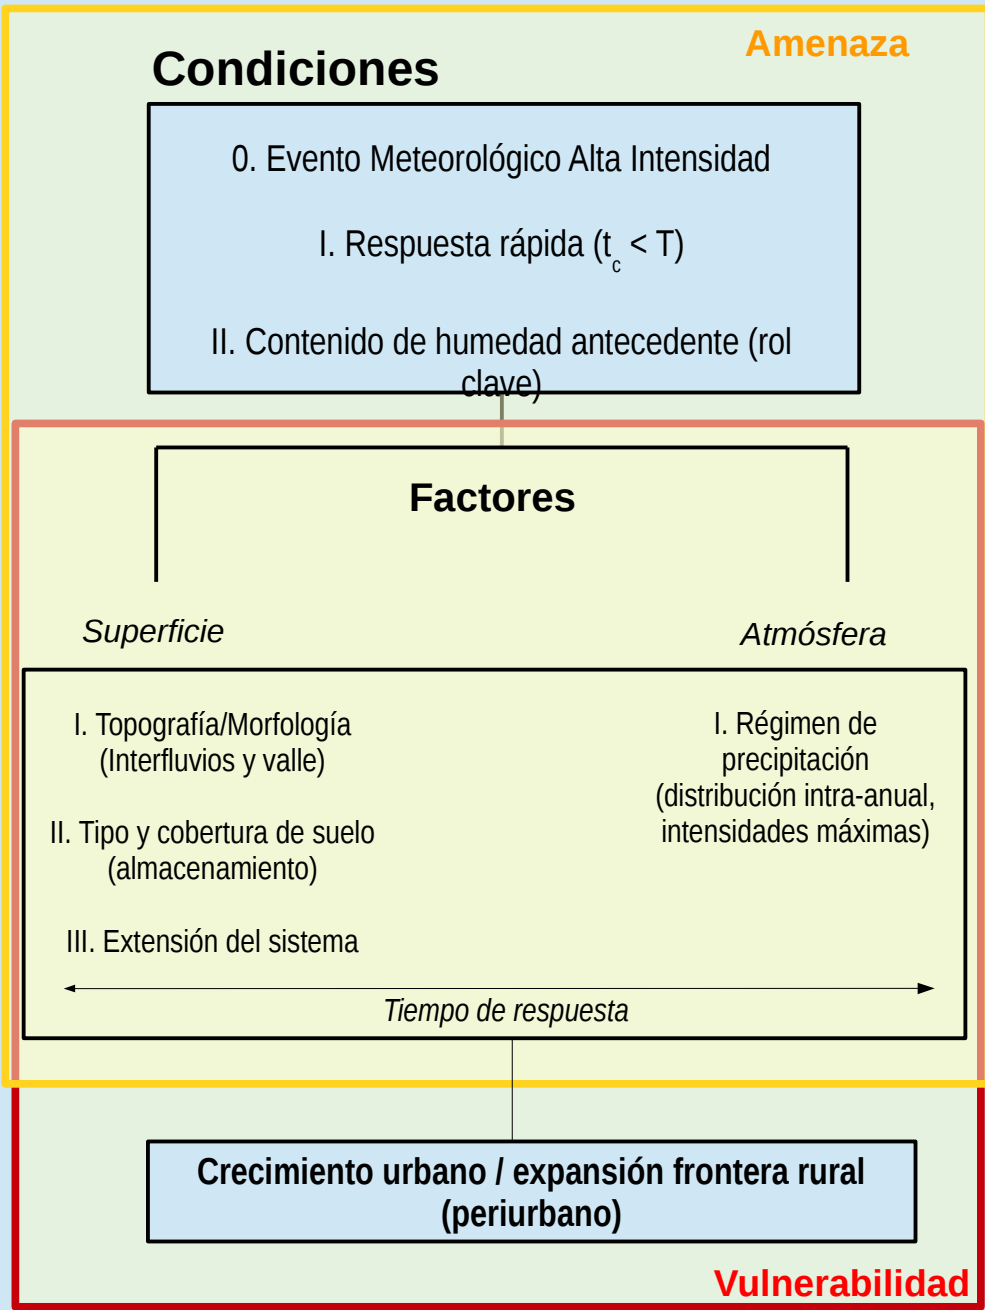 Amenaza
Condiciones
0. Evento Meteorológico Alta Intensidad
I. Respuesta rápida (tc < T)
II. Contenido de humedad antecedente (rol
clave)
Factores
Superficie
Atmósfera
I. Topografía/Morfología
(Interfluvios y valle)
II. Tipo y cobertura de suelo
(almacenamiento)
III. Extensión del sistema
I. Régimen de
precipitación
(distribución intra-anual,
intensidades máximas)
Tiempo de respuesta
Crecimiento urbano / expansión frontera rural
(periurbano)
Vulnerabilidad